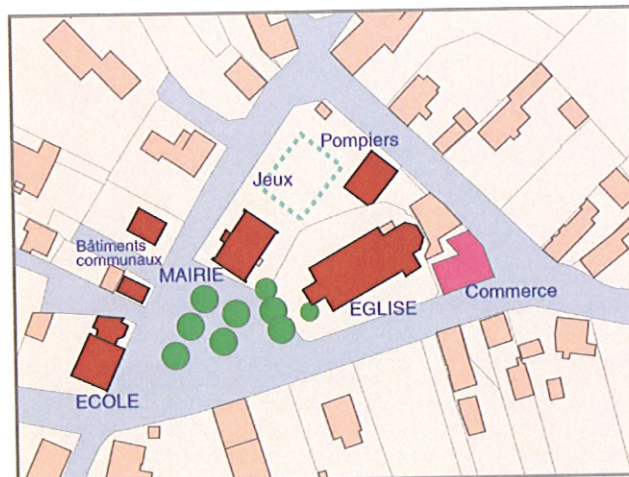 Pompiers
Jeux
Bâtiments
communaux
MAIRIE
EGLISE
Commerce
ECOLE